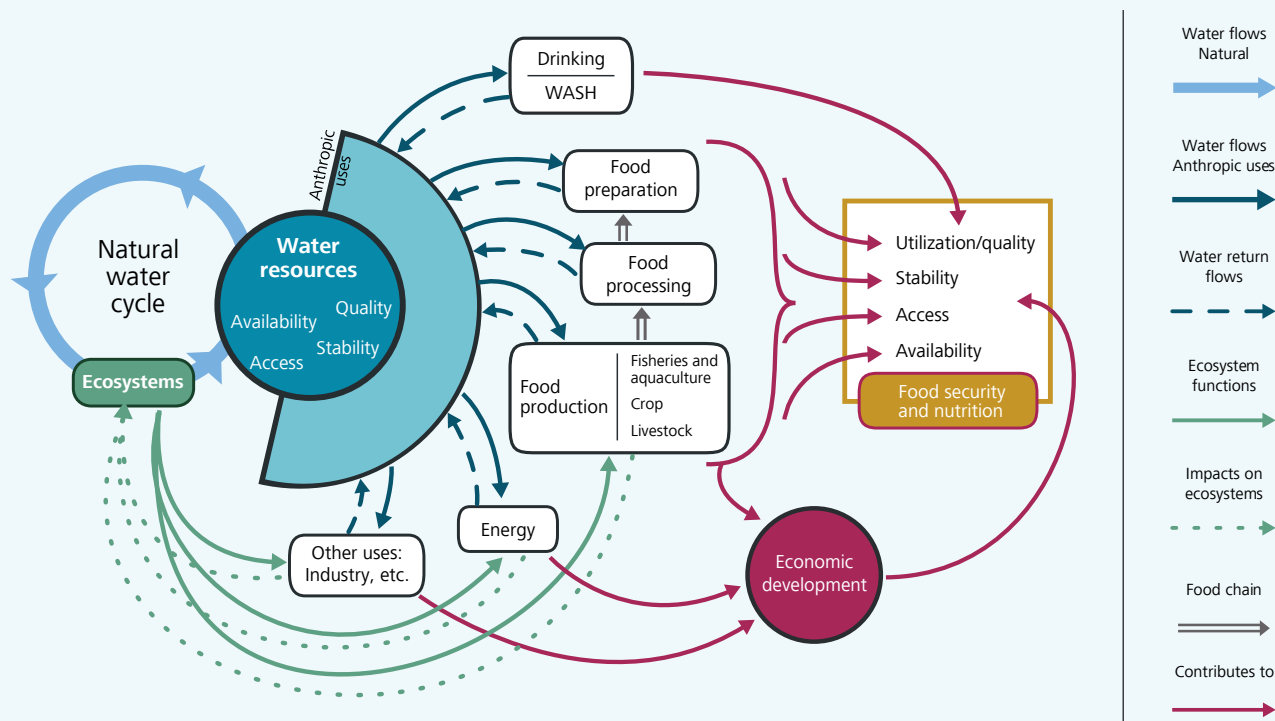 Natural
water
cycle
Ecosystems
Anthropic
uses
Water
resources
Quality
Availability
Stability
Access
Drinking
WASH
Food
preparation
Food
processing
Food
production
Fisheries and
aquaculture
Crop
Livestock
Energy
Other uses:
Industry, etc.
Economic
development
Utilization/quality
Stability
Access
Availability
Food security
and nutrition
Water flows
Natural
Water flows
Anthropic uses
Water return
flows
Ecosystem
functions
Impacts on
ecosystems
Food chain
Contributes to